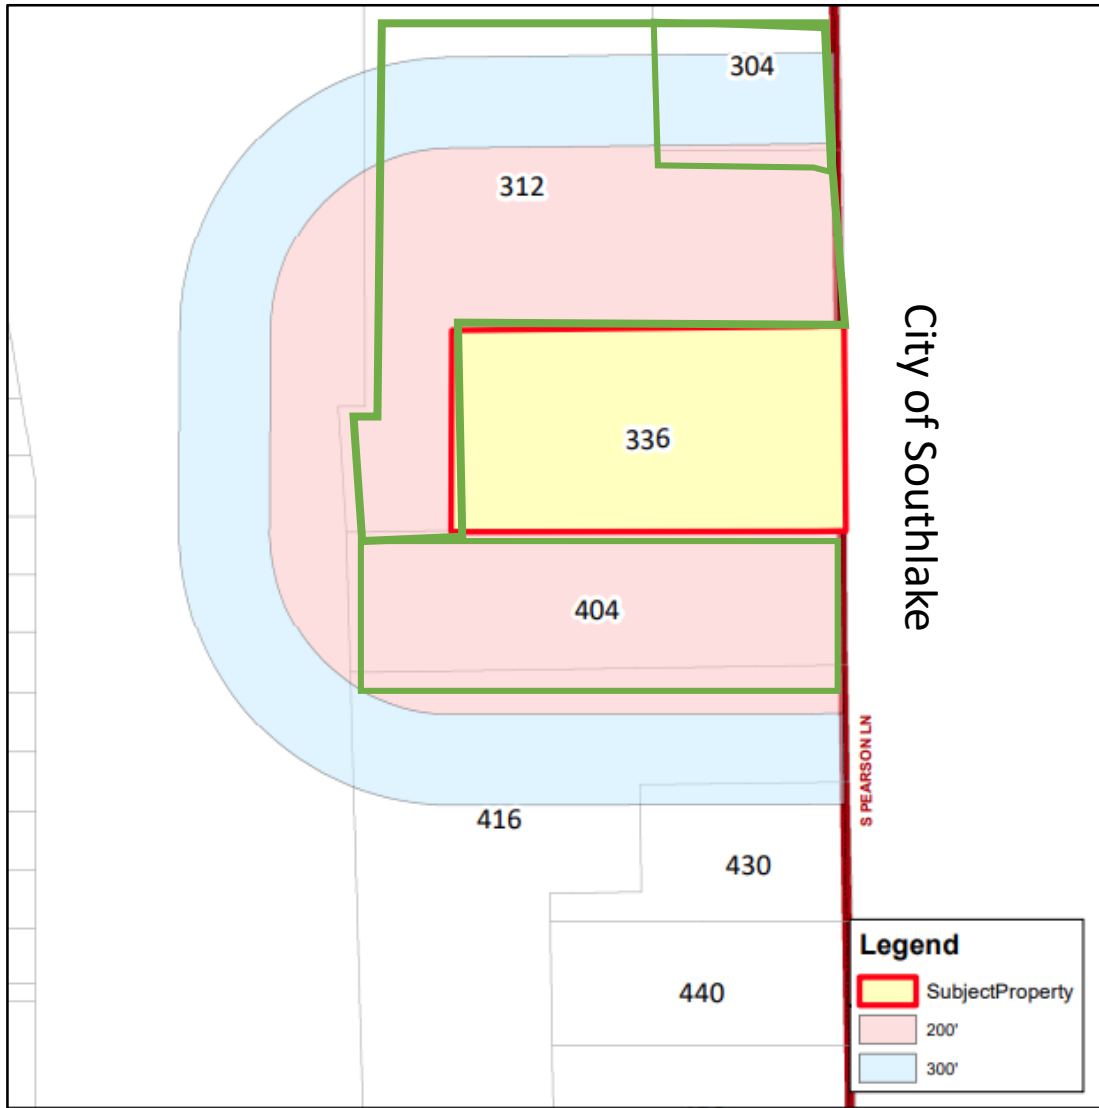 304
312
336
City of Southlake
404
S PEARSON LN
416
430
440
Legend
SubjectProperty
200'
300'